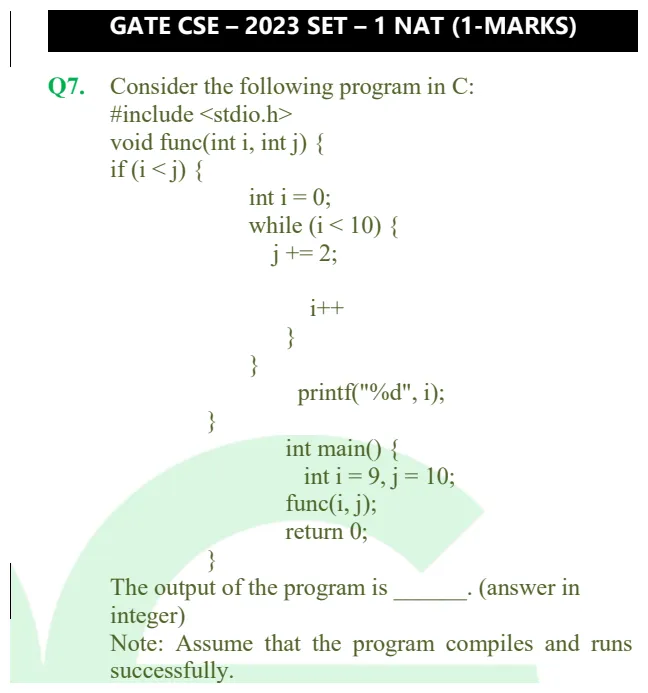 GATE CSE – 2023 SET – 1 NAT (1-MARKS)
Q7. Consider the following program in C:
#include <stdio.h>
void func(int i, int j) {
if (i < j) {
int i = 0;
while (i < 10) {
j += 2;
i++
}
}
printf("%d", i);
}
int main() {
int i = 9, j = 10;
func(i, j);
return 0;
}
The output of the program is ______. (answer in
integer)
Note: Assume that the program compiles and runs
successfully.